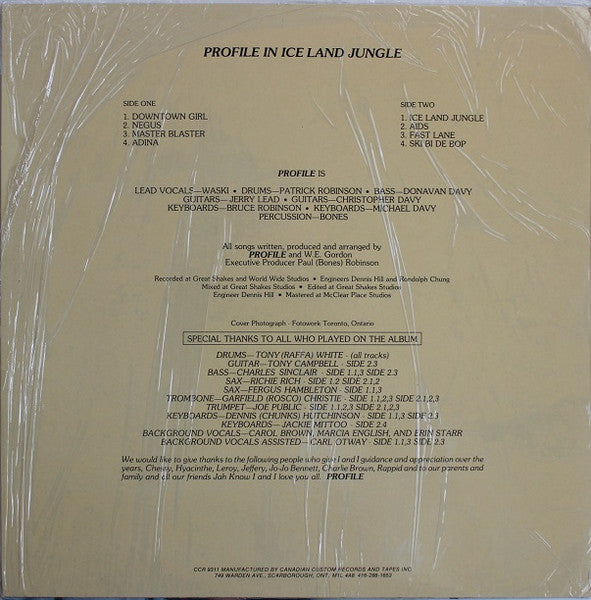 PROFILE IN ICE LAND JUNGLE
SIDE ONE
1. DOWNTOWN GIRL
2. NEGUS
3. MASTER BLASTER
4. ADINA
SIDE TWO
1. ICE LAND JUNGLE
2. AIDS
3. FAST LANE
4. SKI BI DE BOP
PROFILE IS
LEAD VOCALS—WASKI • DRUMS—PATRICK ROBINSON • BASS—DONAVAN DAVY
GUITARS—JERRY LEAD • GUITARS—CHRISTOPHER DAVY
KEYBOARDS—BRUCE ROBINSON • KEYBOARDS—MICHAEL DAVY
PERCUSSION—BONES
All songs written, produced and arranged by
PROFILE and W.E. Gordon
Executive Producer Paul (Bones) Robinson
Recorded at Great Shakes and World Wide Studios • Engineers Dennis Hill and Rondolph Chung
Mixed at Great Shakes Studios • Edited at Great Shakes Studios
Engineer Dennis Hill • Mastered at McClear Place Studios
Cover Photograph - Fotowork Toronto, Ontario
SPECIAL THANKS TO ALL WHO PLAYED ON THE ALBUM
DRUMS—TONY (RAFFA) WHITE - (all tracks)
GUITAR—TONY CAMPBELL - SIDE 2.3
BASS—CHARLES SINCLAIR - SIDE 1.1,3 SIDE 2.3
SAX—RICHIE RICH - SIDE 1.2 SIDE 2.1,2
SAX—FERGUS HAMBLETON - SIDE 1.1,3
TROMBONE—GARFIELD (ROSCO) CHRISTIE - SIDE 1.1,2,3 SIDE 2.1,2,3
TRUMPET—JOE PUBLIC - SIDE 1.1,2,3 SIDE 2.1,2,3
KEYBOARDS—DENNIS (CHUNKS) HUTCHINSON - SIDE 1.1,3 SIDE 2.3
KEYBOARDS—JACKIE MITTOO - SIDE 2.4
BACKGROUND VOCALS—CAROL BROWN, MARCIA ENGLISH, AND ERIN STARR
BACKGROUND VOCALS ASSISTED—CARL OTWAY - SIDE 1.1,3 SIDE 2.3
We would like to give thanks to the following people who give I and I guidance and appreciation over the
years, Chesey, Hyacinthe, Leroy, Jeffery, Jo-Jo Bennett, Charlie Brown, Rappid and to our parents and
family and all our friends Jah Know I and I love you all. PROFILE
CCR 9311 MANUFACTURED BY CANADIAN CUSTOM RECORDS AND TAPES INC
749 WARDEN AVE., SCARBOROUGH, ONT. M1L 4A8 416-288-1653